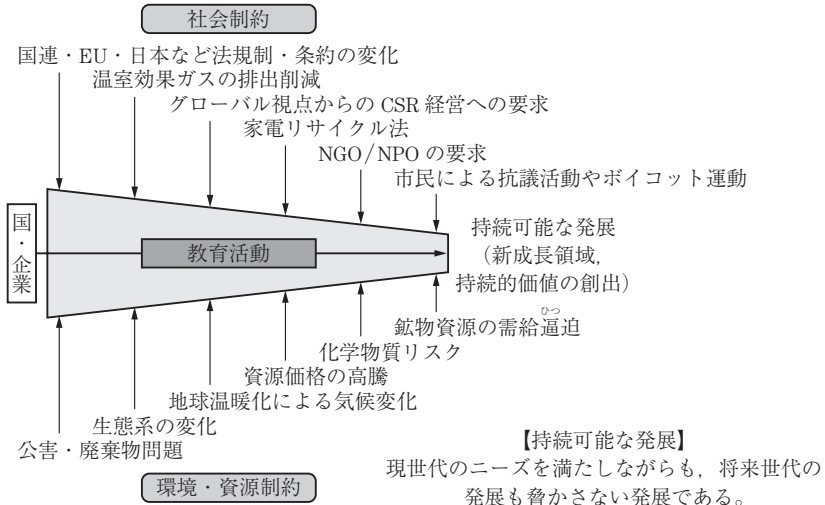 社会制約
国連・EU・日本など法規制・条約の変化
温室効果ガスの排出削減
グローバル視点からの CSR 経営への要求
家電リサイクル法
NGO/NPO の要求
市民による抗議活動やボイコット運動
国・企業
教育活動
持続可能な発展
(新成長領域,
持続的価値の創出)
ひっ
鉱物資源の需給逼迫
化学物質リスク
資源価格の高騰
地球温暖化による気候変化
生態系の変化
公害・廃棄物問題
環境・資源制約
【持続可能な発展】
現世代のニーズを満たしながらも,将来世代の
発展も脅かさない発展である。